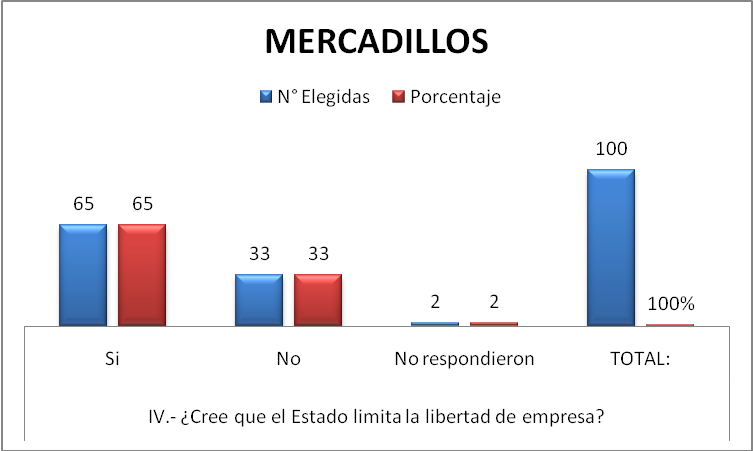 MERCADILLOS
N° Elegidas Porcentaje
65 65 33 33 2 2 100 100%
Si No No respondieron TOTAL:
IV.- ¿Cree que el Estado limita la libertad de empresa?